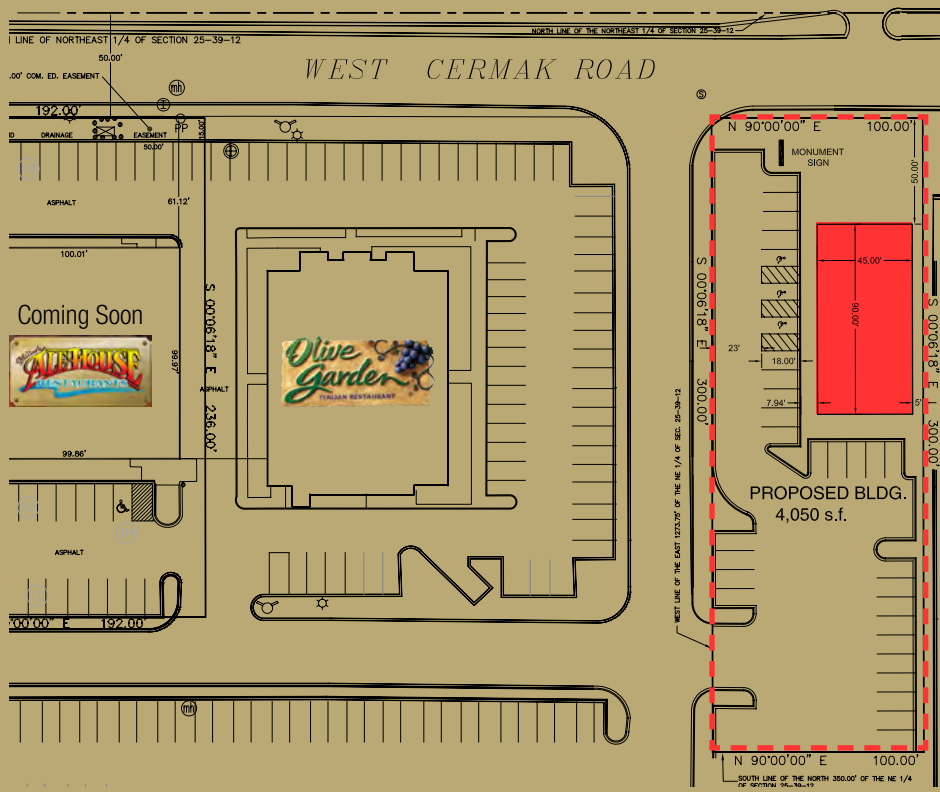 NORTH LINE OF THE NORTHEAST 1/4 OF SECTION 25-39-12
LINE OF NORTHEAST 1/4 OF SECTION 25-39-12
50.00'
.00' COM. ED. EASEMENT
WEST CERMAK ROAD
mh
I
S
192.00'
PP
15.00'
DRAINAGE
EASEMENT
50.00'
ASPHALT
61.12'
100.01'
Coming Soon
ALEHOUSE
RESTAURANTS
99.97'
99.86'
S 00°06'18" E 236.00'
ASPHALT
Olive
Garden
ITALIAN RESTAURANT
ASPHALT
00'00" E 192.00'
mh
N 90°00'00" E 100.00'
MONUMENT
SIGN
50.00'
45.00'
90.00'
S 00°06'18" E 300.00'
23'
18.00'
7.94'
5'
S 00°06'18" E 300.00'
WEST LINE OF THE EAST 1273.75' OF THE NE 1/4 OF SEC. 25-39-12
PROPOSED BLDG.
4,050 s.f.
N 90°00'00" E 100.00'
SOUTH LINE OF THE NORTH 350.00' OF THE NE 1/4
OF SECTION 25-39-12